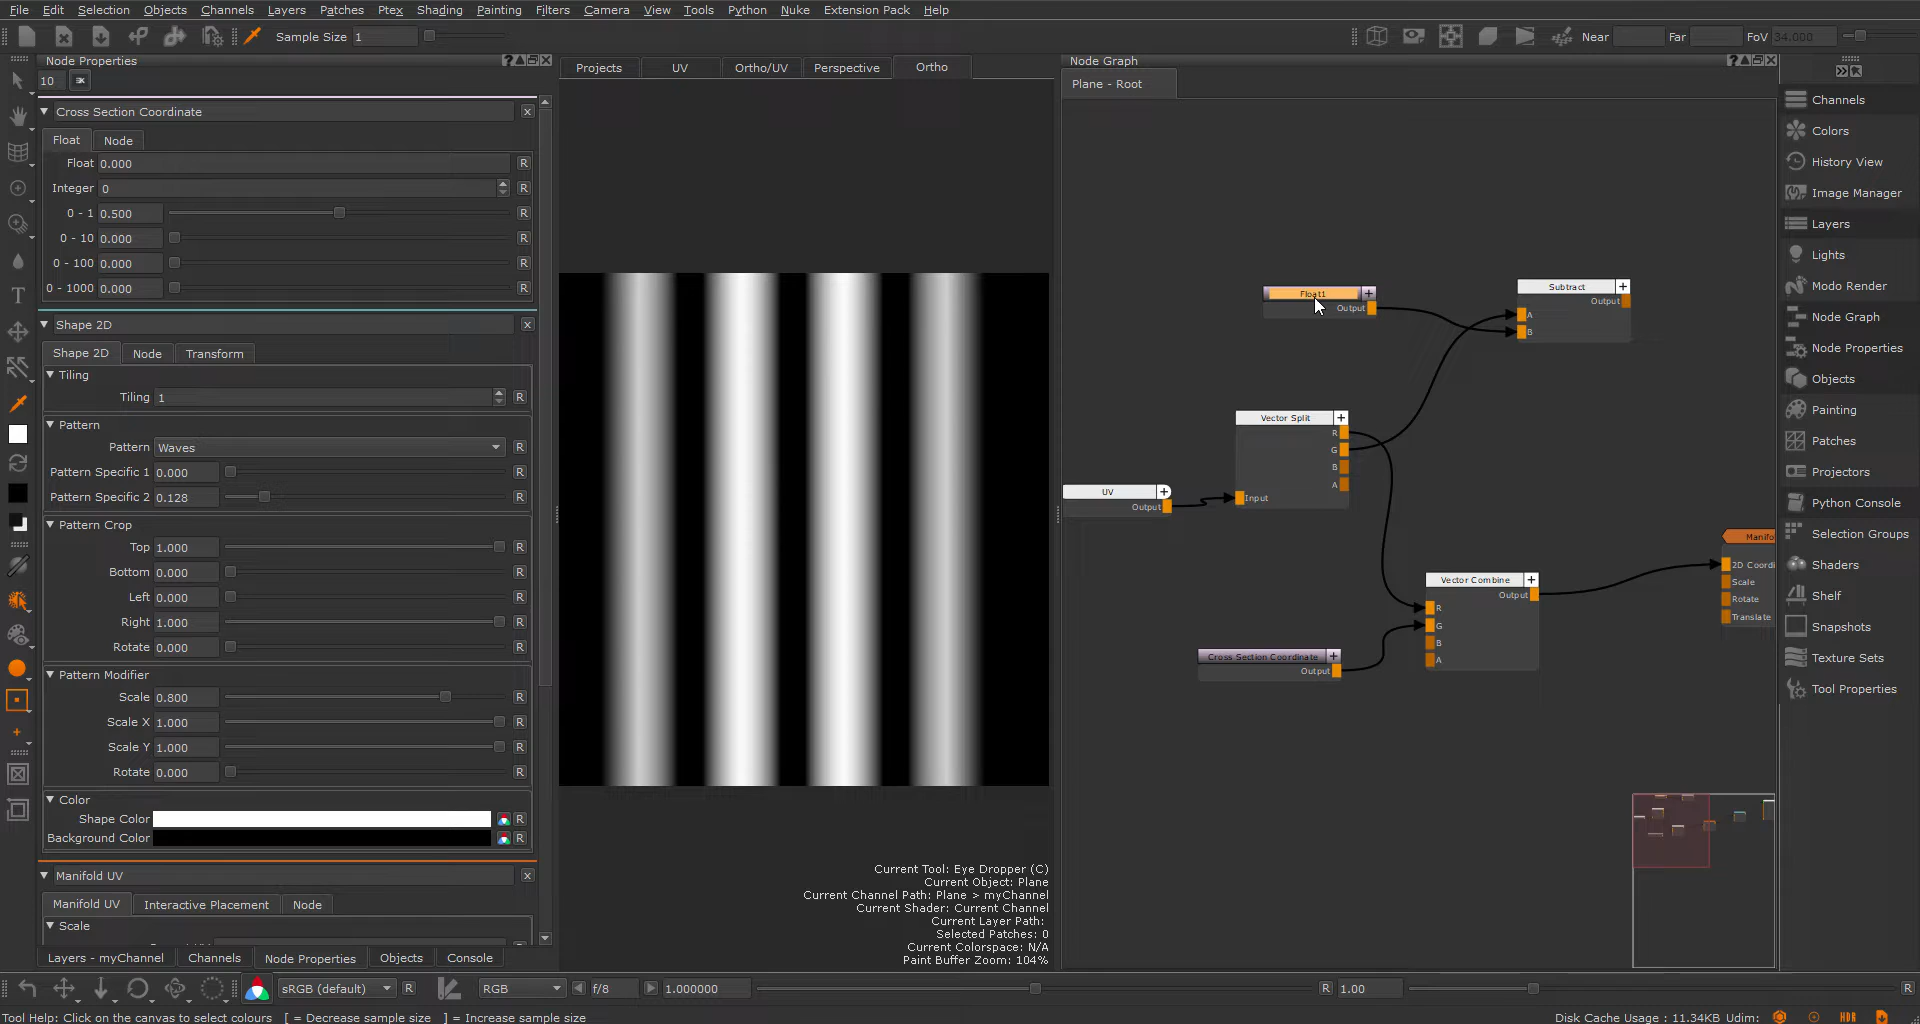 File Edit Selection Objects Channels Layers Patches Ptex Shading Painting Filters Camera View Tools Python Nuke Extension Pack Help
Sample Size 1
Near Far FoV 34.000
Node Properties
10
Cross Section Coordinate
Float Node
Float 0.000 R
Integer 0 R
0 - 1 0.500 R
0 - 10 0.000 R
0 - 100 0.000 R
0 - 1000 0.000 R
Shape 2D
Shape 2D Node Transform
Tiling
Tiling 1 R
Pattern
Pattern Waves R
Pattern Specific 1 0.000 R
Pattern Specific 2 0.128 R
Pattern Crop
Top 1.000 R
Bottom 0.000 R
Left 0.000 R
Right 1.000 R
Rotate 0.000 R
Pattern Modifier
Scale 0.800 R
Scale X 1.000 R
Scale Y 1.000 R
Rotate 0.000 R
Color
Shape Color R
Background Color R
Manifold UV
Manifold UV Interactive Placement Node
Scale
Layers - myChannel Channels Node Properties Objects Console
Projects UV Ortho/UV Perspective Ortho
Current Tool: Eye Dropper (C)
Current Object: Plane
Current Channel Path: Plane > myChannel
Current Shader: Current Channel
Current Layer Path:
Selected Patches: 0
Current Colorspace: N/A
Paint Buffer Zoom: 104%
Node Graph
Plane - Root
Float1 +
Output
Subtract +
Output
A
B
Vector Split +
R
G
B
A
Input
UV +
Output
Vector Combine +
Output
R
G
B
A
Cross Section Coordinate +
Output
Manifo
2D Coordi
Scale
Rotate
Translate
Channels
Colors
History View
Image Manager
Layers
Lights
Modo Render
Node Graph
Node Properties
Objects
Painting
Patches
Projectors
Python Console
Selection Groups
Shaders
Shelf
Snapshots
Texture Sets
Tool Properties
sRGB (default) R RGB f/8 1.000000 R 1.00 R
Tool Help: Click on the canvas to select colours [ = Decrease sample size ] = Increase sample size
Disk Cache Usage : 11.34KB Udim: HDR